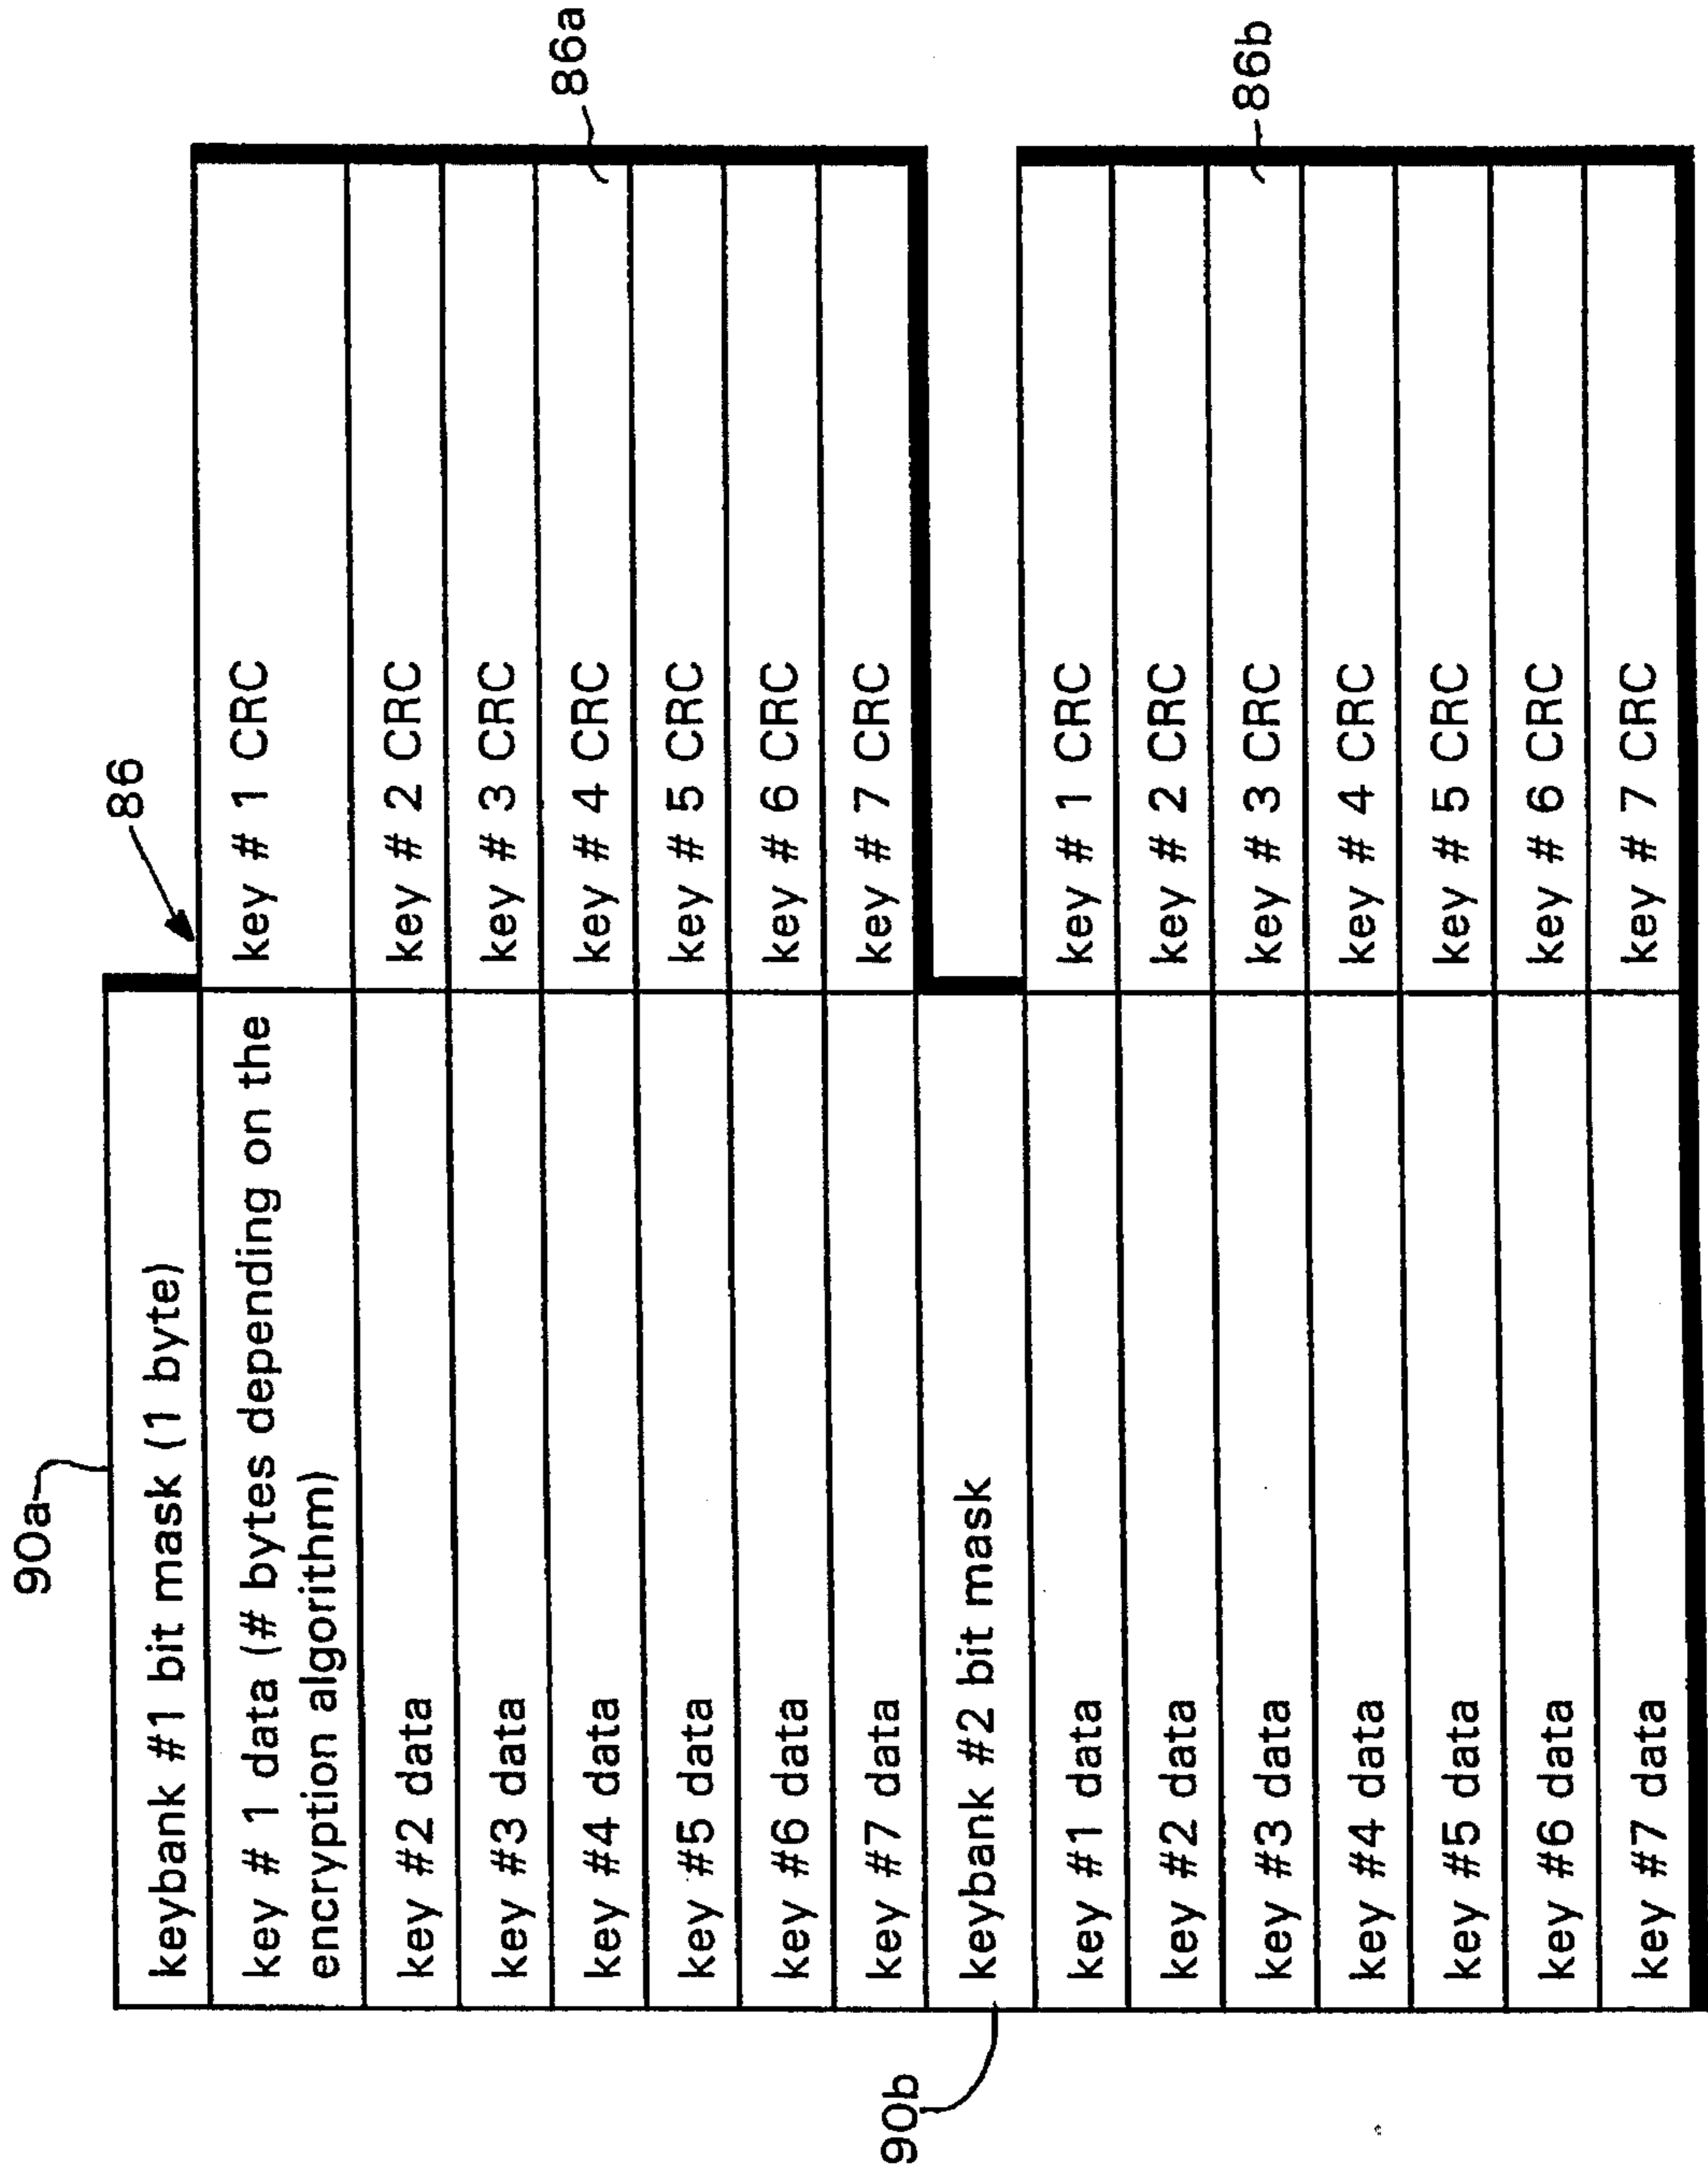 90a
86
keybank #1 bit mask (1 byte)
key # 1 data (# bytes depending on the
encryption algorithm)
key # 1 CRC
key #2 data
key # 2 CRC
key #3 data
key # 3 CRC
key #4 data
key # 4 CRC
86a
key #5 data
key # 5 CRC
key #6 data
key # 6 CRC
key #7 data
key # 7 CRC
90b
keybank #2 bit mask
key #1 data
key # 1 CRC
key #2 data
key # 2 CRC
key #3 data
key # 3 CRC
86b
key #4 data
key # 4 CRC
key #5 data
key # 5 CRC
key #6 data
key # 6 CRC
key #7 data
key # 7 CRC